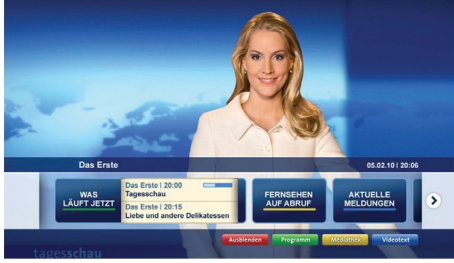 Das Erste
05.02.10 | 20:06
WAS
LÄUFT JETZT
Das Erste | 20:00
Tagesschau
Das Erste | 20:15
Liebe und andere Delikatessen
FERNSEHEN
AUF ABRUF
AKTUELLE
MELDUNGEN
Ausblenden
Programm
Mediathek
Videotext
tagesschau